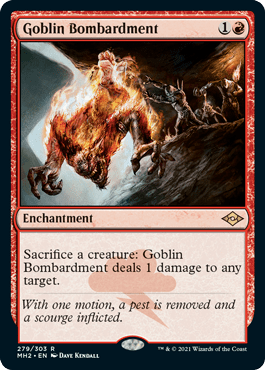 Goblin Bombardment 1
Enchantment
Sacrifice a creature: Goblin
Bombardment deals 1 damage to any
target.
With one motion, a pest is removed and
a scourge inflicted.
279/303 R
MH2 • EN Dave Kendall
™ & © 2021 Wizards of the Coast